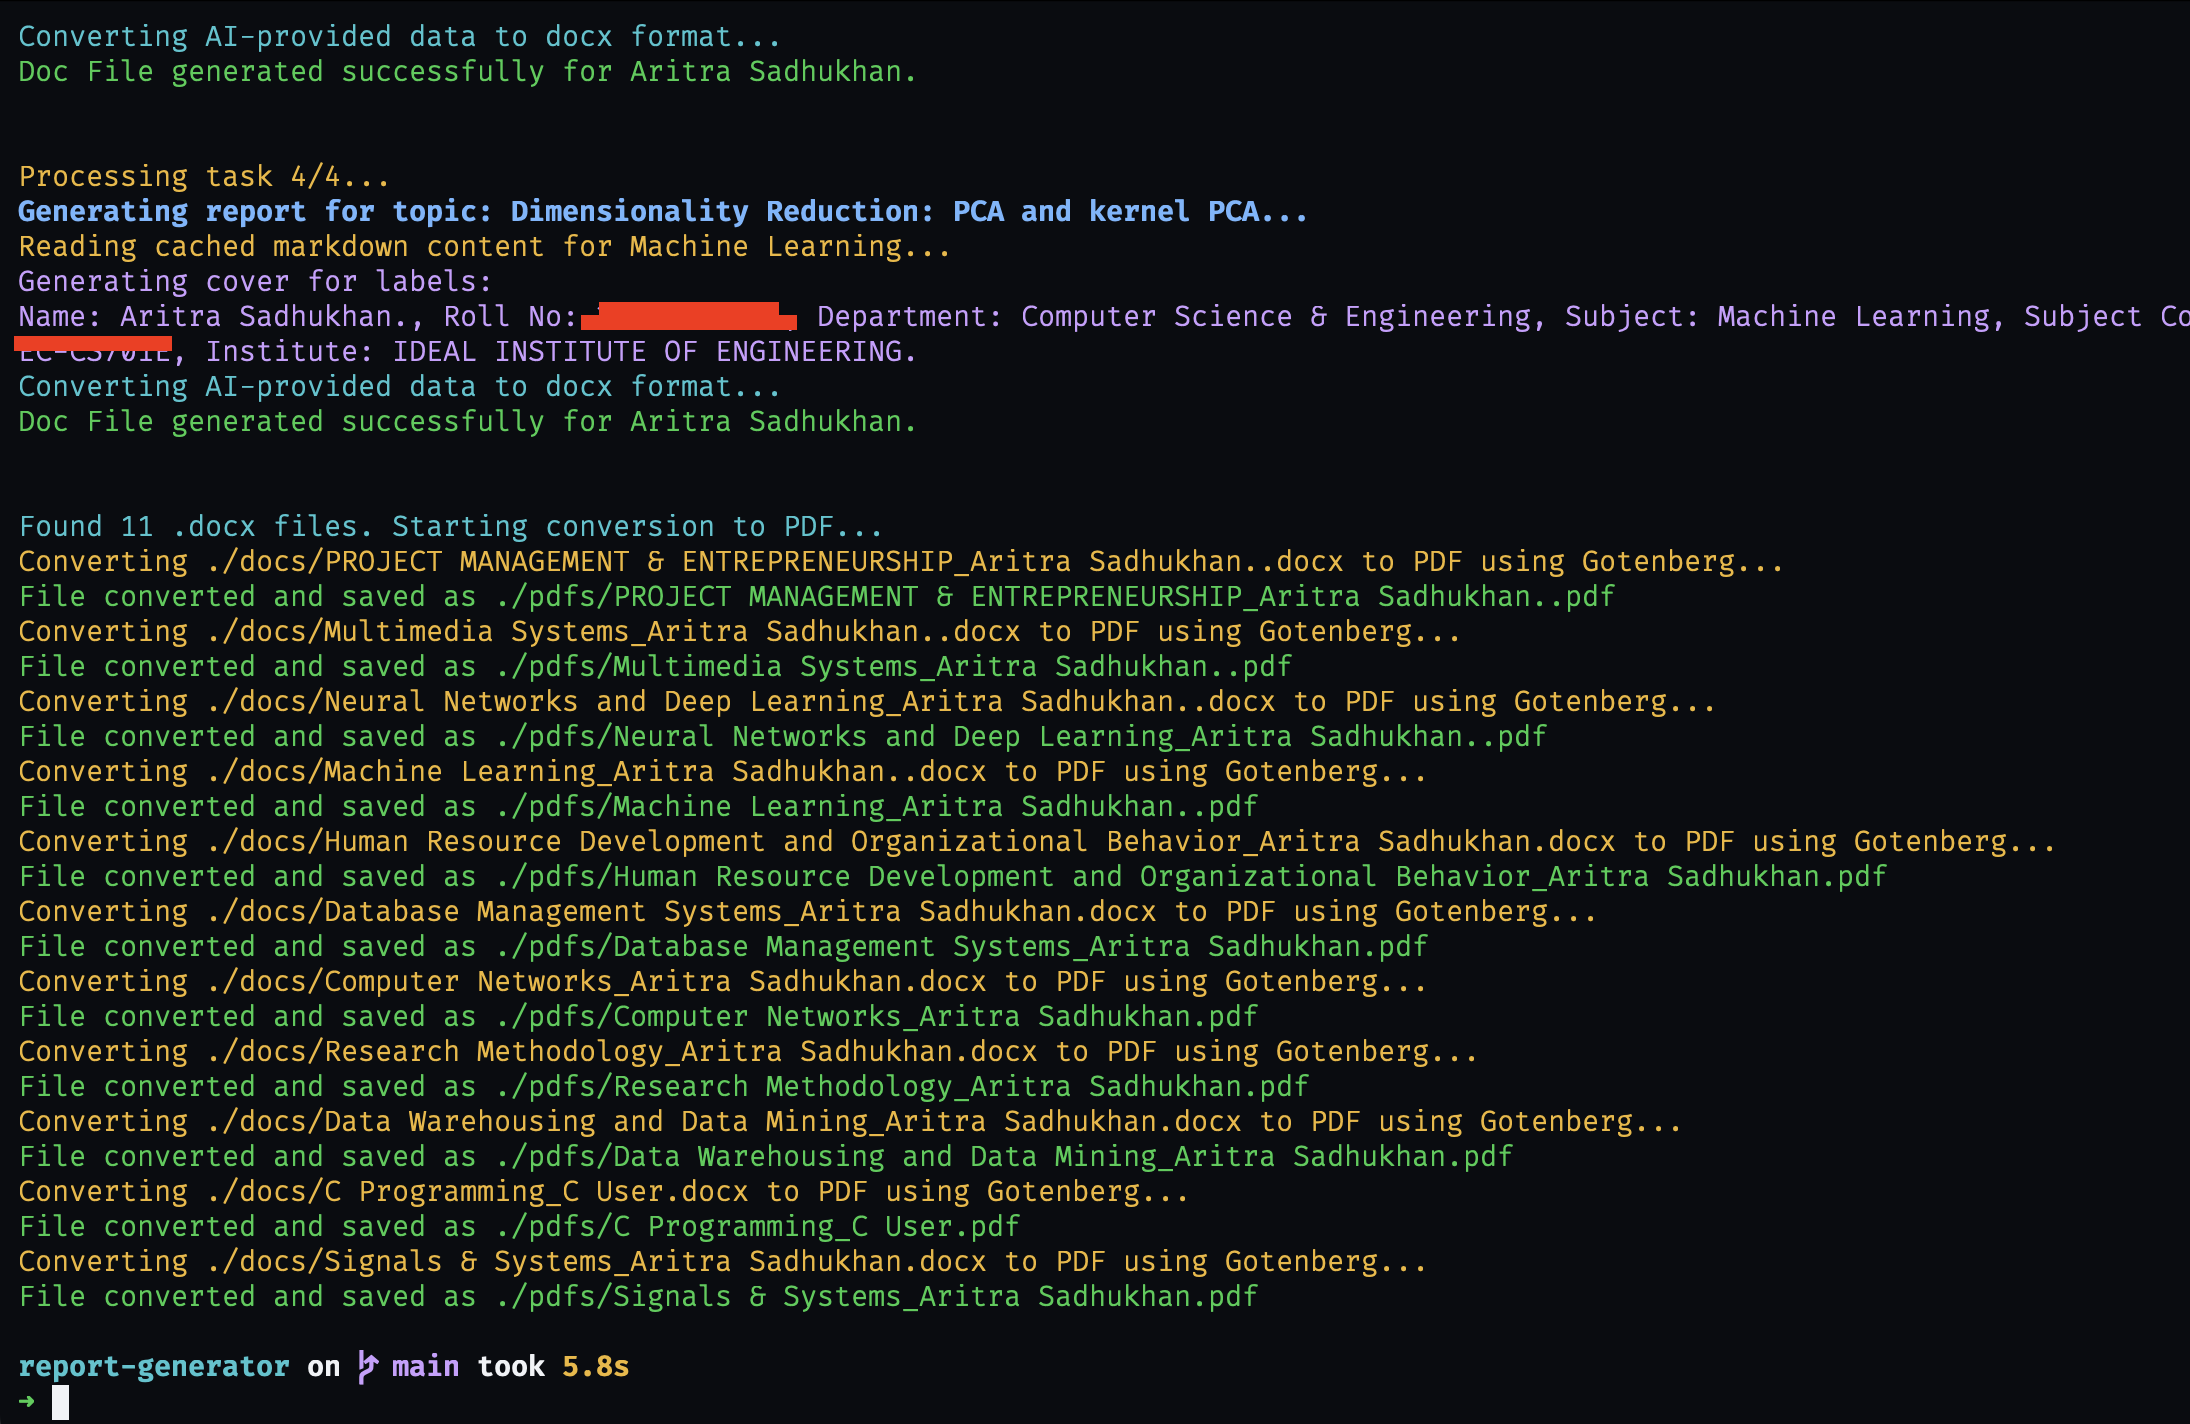 Converting AI-provided data to docx format...
Doc File generated successfully for Aritra Sadhukhan.
Processing task 4/4...
Generating report for topic: Dimensionality Reduction: PCA and kernel PCA...
Reading cached markdown content for Machine Learning...
Generating cover for labels:
Name: Aritra Sadhukhan., Roll No: Department: Computer Science & Engineering, Subject: Machine Learning, Subject Co
, Institute: IDEAL INSTITUTE OF ENGINEERING.
Converting AI-provided data to docx format...
Doc File generated successfully for Aritra Sadhukhan.
Found 11 .docx files. Starting conversion to PDF...
Converting ./docs/PROJECT MANAGEMENT & ENTREPRENEURSHIP_Aritra Sadhukhan..docx to PDF using Gotenberg...
File converted and saved as ./pdfs/PROJECT MANAGEMENT & ENTREPRENEURSHIP_Aritra Sadhukhan..pdf
Converting ./docs/Multimedia Systems_Aritra Sadhukhan..docx to PDF using Gotenberg...
File converted and saved as ./pdfs/Multimedia Systems_Aritra Sadhukhan..pdf
Converting ./docs/Neural Networks and Deep Learning_Aritra Sadhukhan..docx to PDF using Gotenberg...
File converted and saved as ./pdfs/Neural Networks and Deep Learning_Aritra Sadhukhan..pdf
Converting ./docs/Machine Learning_Aritra Sadhukhan..docx to PDF using Gotenberg...
File converted and saved as ./pdfs/Machine Learning_Aritra Sadhukhan..pdf
Converting ./docs/Human Resource Development and Organizational Behavior_Aritra Sadhukhan.docx to PDF using Gotenberg...
File converted and saved as ./pdfs/Human Resource Development and Organizational Behavior_Aritra Sadhukhan.pdf
Converting ./docs/Database Management Systems_Aritra Sadhukhan.docx to PDF using Gotenberg...
File converted and saved as ./pdfs/Database Management Systems_Aritra Sadhukhan.pdf
Converting ./docs/Computer Networks_Aritra Sadhukhan.docx to PDF using Gotenberg...
File converted and saved as ./pdfs/Computer Networks_Aritra Sadhukhan.pdf
Converting ./docs/Research Methodology_Aritra Sadhukhan.docx to PDF using Gotenberg...
File converted and saved as ./pdfs/Research Methodology_Aritra Sadhukhan.pdf
Converting ./docs/Data Warehousing and Data Mining_Aritra Sadhukhan.docx to PDF using Gotenberg...
File converted and saved as ./pdfs/Data Warehousing and Data Mining_Aritra Sadhukhan.pdf
Converting ./docs/C Programming_C User.docx to PDF using Gotenberg...
File converted and saved as ./pdfs/C Programming_C User.pdf
Converting ./docs/Signals & Systems_Aritra Sadhukhan.docx to PDF using Gotenberg...
File converted and saved as ./pdfs/Signals & Systems_Aritra Sadhukhan.pdf
report-generator on main took 5.8s
➜